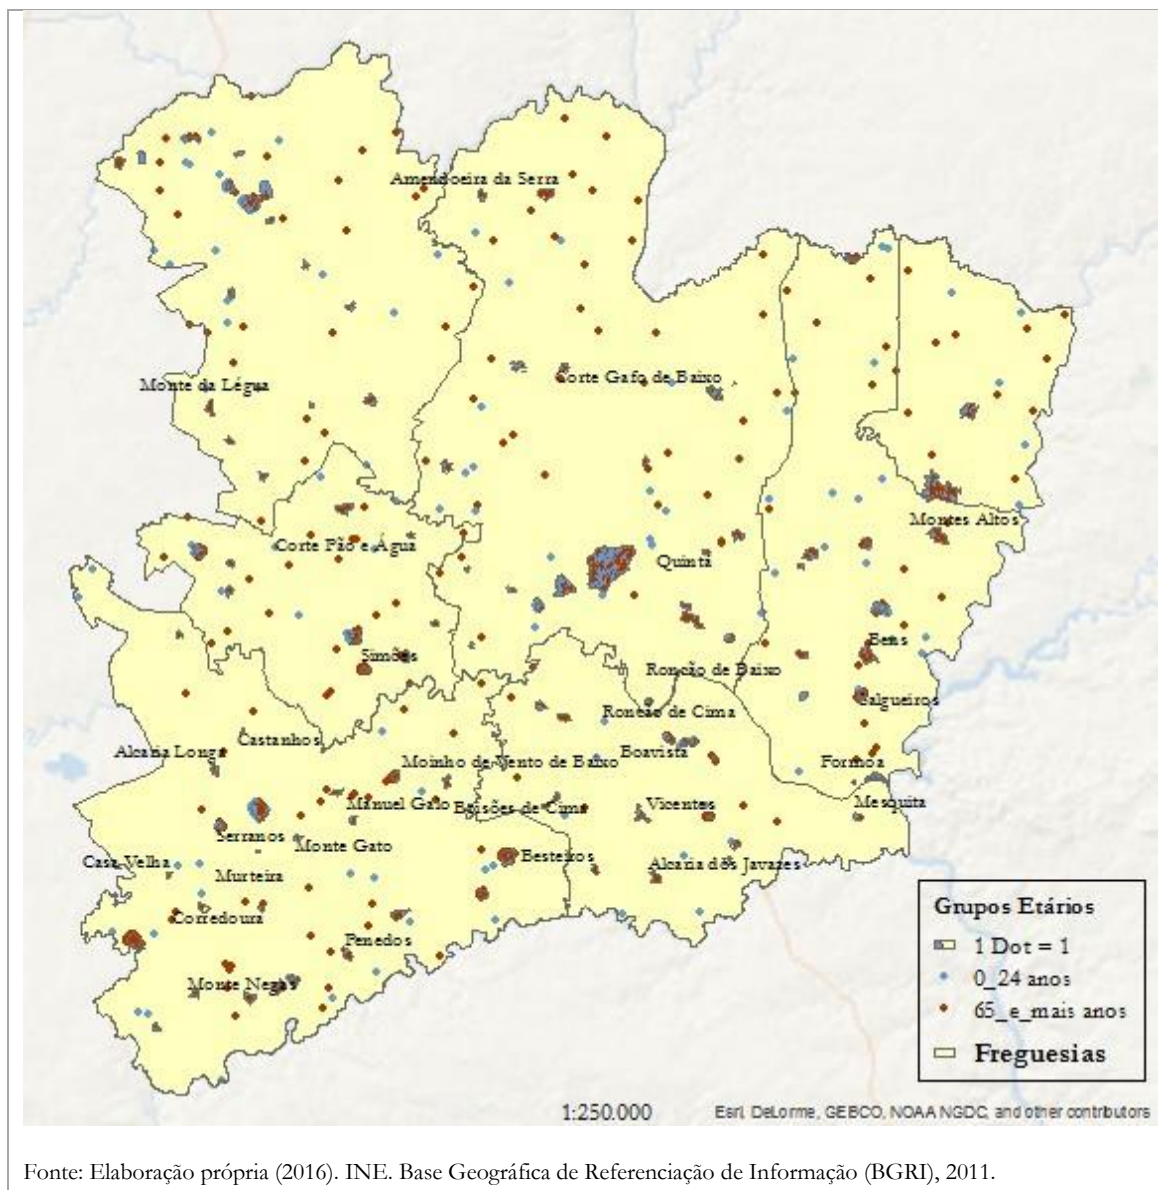 Amendoeira da Serra
Monte da Légua
Corte Gafo de Baixo
Montes Altos
Corte Pão e Água
Quintã
Bens
Simões
Roncão de Baixo
Salgueiros
Roncão de Cima
Castanhos
Alcaria Longa
Boavista
Moinho de Vento de Baixo
Formoa
Manuel Galo
Beisões de Cima
Vicentes
Mesquita
Serranos
Monte Gato
Casa Velha
Besteiros
Alcaria dos Javazes
Murteira
Corredoura
Penedos
Monte Negas
Grupos Etários
1 Dot = 1
0_24 anos
65_e_mais anos
Freguesias
1:250.000
Esri, DeLorme, GEBCO, NOAA NGDC, and other contributors
Fonte: Elaboração própria (2016). INE. Base Geográfica de Referenciação de Informação (BGRI), 2011.